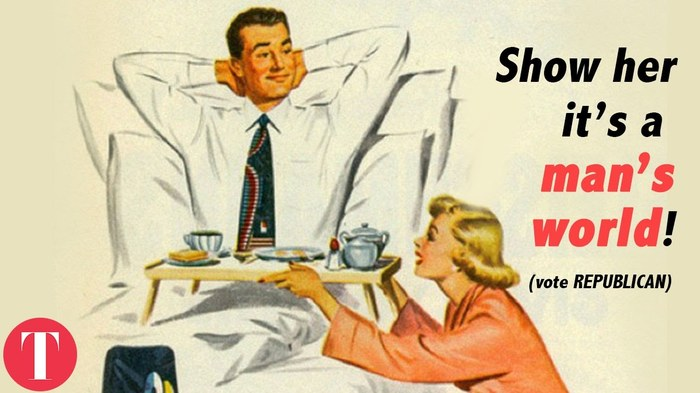 Show her
it's a
man's
world!
(vote REPUBLICAN)
T